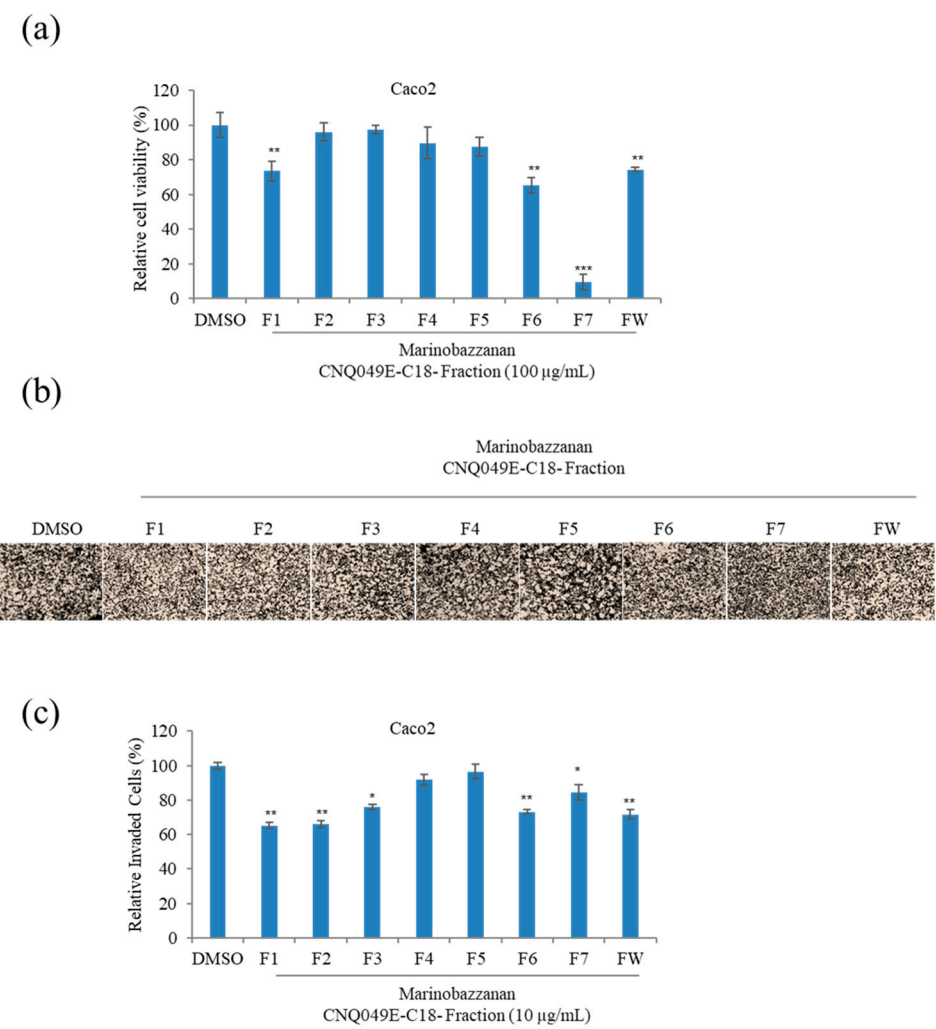 (a)
Caco2
Relative cell viability (%)
120
100
80
60
40
20
0
**
**
***
**
DMSO F1 F2 F3 F4 F5 F6 F7 FW
Marinobazzanan
CNQ049E-C18- Fraction (100 µg/mL)
(b)
Marinobazzanan
CNQ049E-C18- Fraction
DMSO F1 F2 F3 F4 F5 F6 F7 FW
(c)
Caco2
Relative Invaded Cells (%)
120
100
80
60
40
20
0
**
**
*
**
*
**
DMSO F1 F2 F3 F4 F5 F6 F7 FW
Marinobazzanan
CNQ049E-C18- Fraction (10 µg/mL)